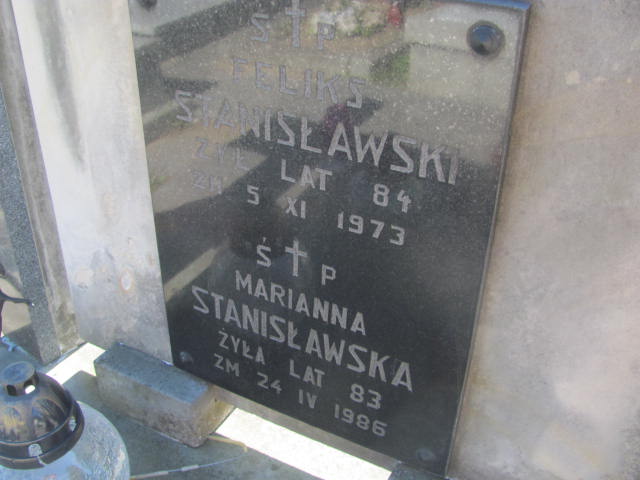 Ś P
FELIKS
STANISŁAWSKI
ŻYŁ LAT 84
ZM 5 XI 1973
Ś P
MARIANNA
STANISŁAWSKA
ŻYŁA LAT 83
ZM 24 IV 1986